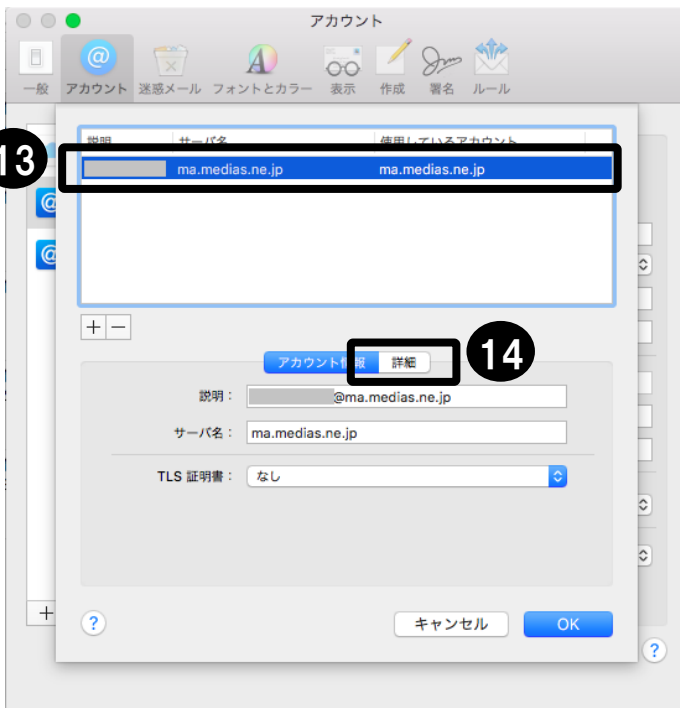 アカウント
一般 アカウント 迷惑メール フォントとカラー 表示 作成 署名 ルール
説明 サーバ名 使用しているアカウント
13
ma.medias.ne.jp ma.medias.ne.jp
+ −
アカウント情報 詳細 14
説明： @ma.medias.ne.jp
サーバ名： ma.medias.ne.jp
TLS 証明書： なし
+ ? キャンセル OK
?